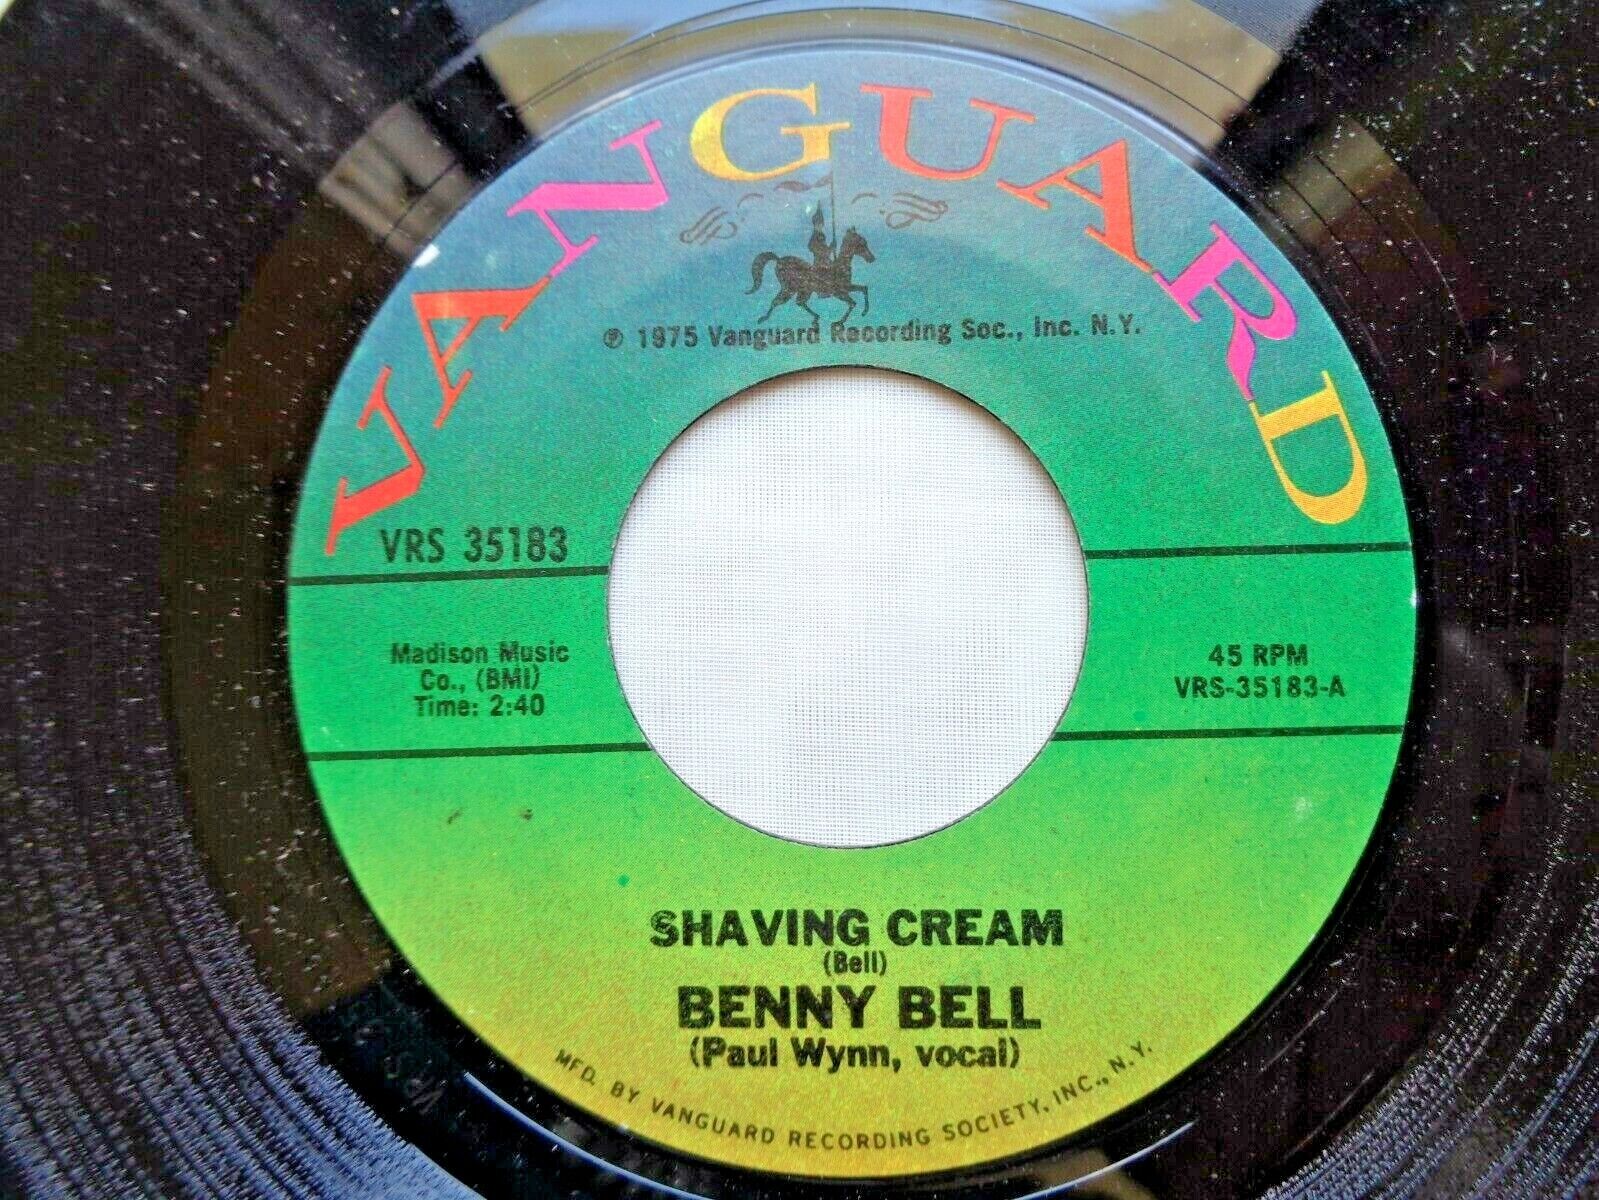 VANGUARD
℗ 1975 Vanguard Recording Soc., Inc. N.Y.
VRS 35183
Madison Music
Co., (BMI)
Time: 2:40
45 RPM
VRS-35183-A
SHAVING CREAM
(Bell)
BENNY BELL
(Paul Wynn, vocal)
MFD. BY VANGUARD RECORDING SOCIETY, INC., N.Y.